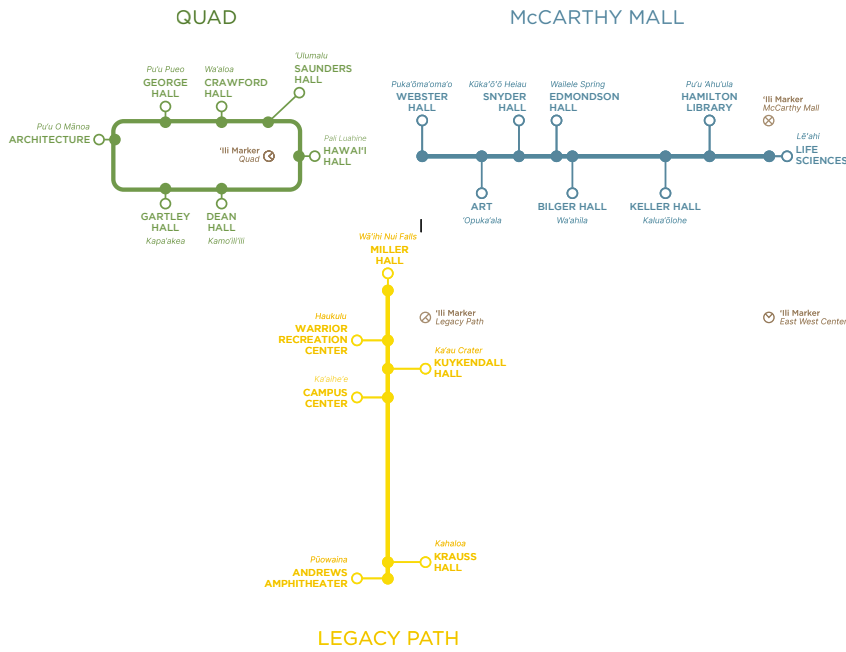 QUAD
McCARTHY MALL
Pu'u Pueo
GEORGE
HALL
Wa'aloa
CRAWFORD
HALL
'Ulumalu
SAUNDERS
HALL
Pu'u O Mānoa
ARCHITECTURE
'Ili Marker
Quad
Pali Luahine
HAWAI'I
HALL
GARTLEY
HALL
Kapa'akea
DEAN
HALL
Kamo'ili'ili
Puka'ōma'oma'o
WEBSTER
HALL
Kūka'ō'ō Heiau
SNYDER
HALL
Wailele Spring
EDMONDSON
HALL
Pu'u 'Ahu'ula
HAMILTON
LIBRARY
'Ili Marker
McCarthy Mall
Lē'ahi
LIFE
SCIENCES
ART
'Opuka'ala
BILGER HALL
Wa'ahila
KELLER HALL
Kalua'ōlohe
Wā'ihi Nui Falls
MILLER
HALL
Haukulu
WARRIOR
RECREATION
CENTER
'Ili Marker
Legacy Path
'Ili Marker
East West Center
Ka'au Crater
KUYKENDALL
HALL
Ka'aihe'e
CAMPUS
CENTER
Kahaloa
KRAUSS
HALL
Pūowaina
ANDREWS
AMPHITHEATER
LEGACY PATH